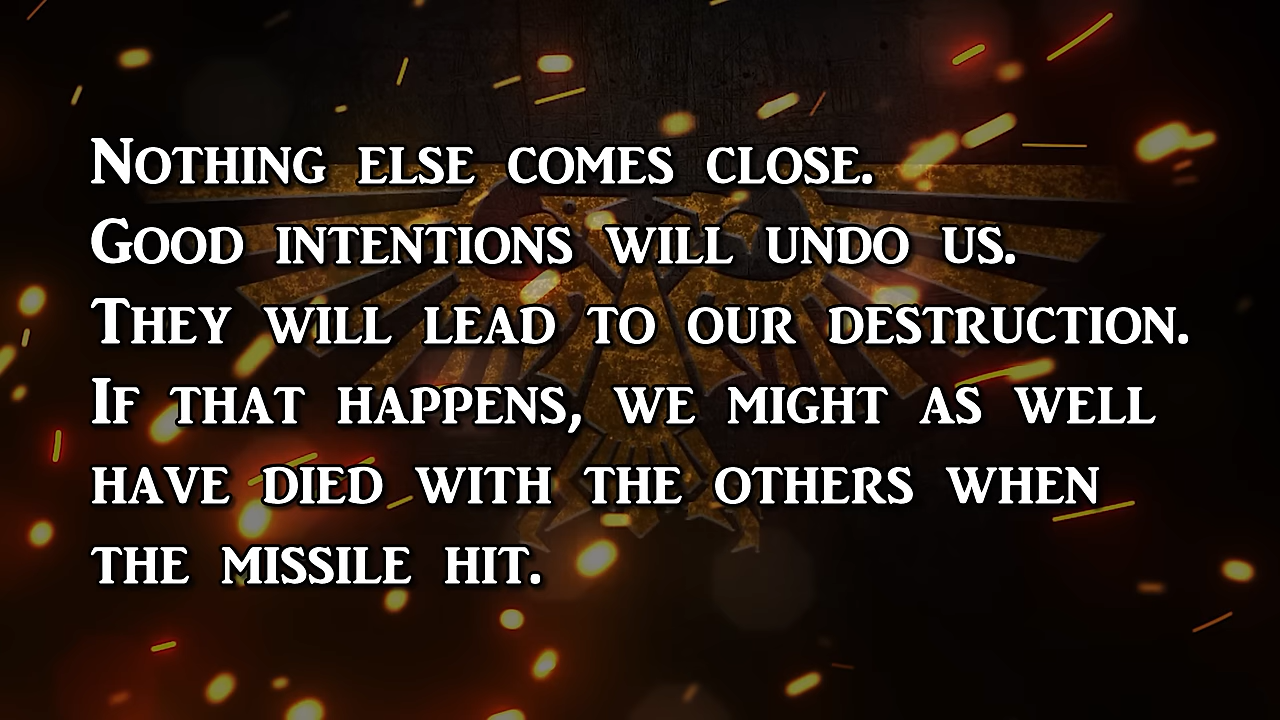 Nothing else comes close.
Good intentions will undo us.
They will lead to our destruction.
If that happens, we might as well
have died with the others when
the missile hit.